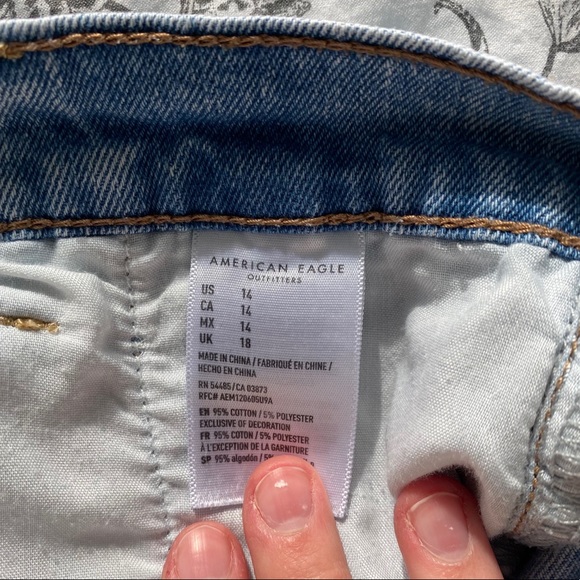 AMERICAN EAGLE
OUTFITTERS
US 14
CA 14
MX 14
UK 18
MADE IN CHINA / FABRIQUÉ EN CHINE /
HECHO EN CHINA
RN 54485/CA 03873
RFC# AEM120605U9A
EN 95% COTTON / 5% POLYESTER
EXCLUSIVE OF DECORATION
FR 95% COTTON / 5% POLYESTER
À L'EXCEPTION DE LA GARNITURE
SP 95% algodón /